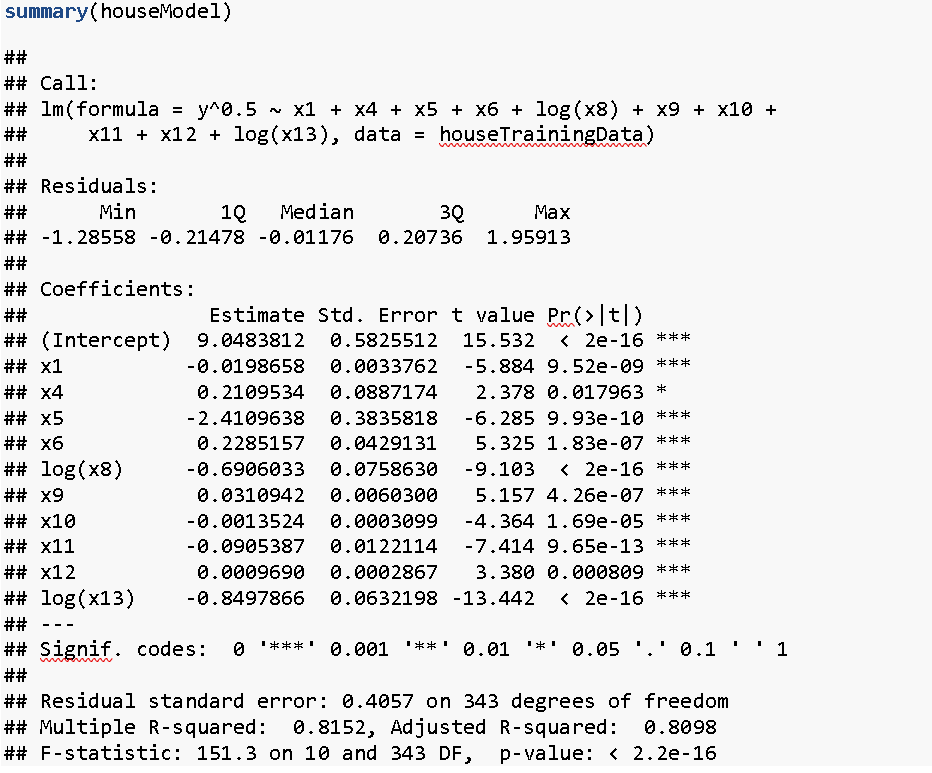 summary(houseModel)
##
## Call:
## lm(formula = y^0.5 ~ x1 + x4 + x5 + x6 + log(x8) + x9 + x10 +
##     x11 + x12 + log(x13), data = houseTrainingData)
##
## Residuals:
##      Min       1Q   Median       3Q      Max
## -1.28558 -0.21478 -0.01176  0.20736  1.95913
##
## Coefficients:
##               Estimate Std. Error t value Pr(>|t|)
## (Intercept)  9.0483812  0.5825512  15.532  < 2e-16 ***
## x1          -0.0198658  0.0033762  -5.884 9.52e-09 ***
## x4           0.2109534  0.0887174   2.378 0.017963 *
## x5          -2.4109638  0.3835818  -6.285 9.93e-10 ***
## x6           0.2285157  0.0429131   5.325 1.83e-07 ***
## log(x8)     -0.6906033  0.0758630  -9.103  < 2e-16 ***
## x9           0.0310942  0.0060300   5.157 4.26e-07 ***
## x10         -0.0013524  0.0003099  -4.364 1.69e-05 ***
## x11         -0.0905387  0.0122114  -7.414 9.65e-13 ***
## x12          0.0009690  0.0002867   3.380 0.000809 ***
## log(x13)    -0.8497866  0.0632198 -13.442  < 2e-16 ***
## ---
## Signif. codes:  0 '***' 0.001 '**' 0.01 '*' 0.05 '.' 0.1 ' ' 1
##
## Residual standard error: 0.4057 on 343 degrees of freedom
## Multiple R-squared:  0.8152, Adjusted R-squared:  0.8098
## F-statistic: 151.3 on 10 and 343 DF,  p-value: < 2.2e-16